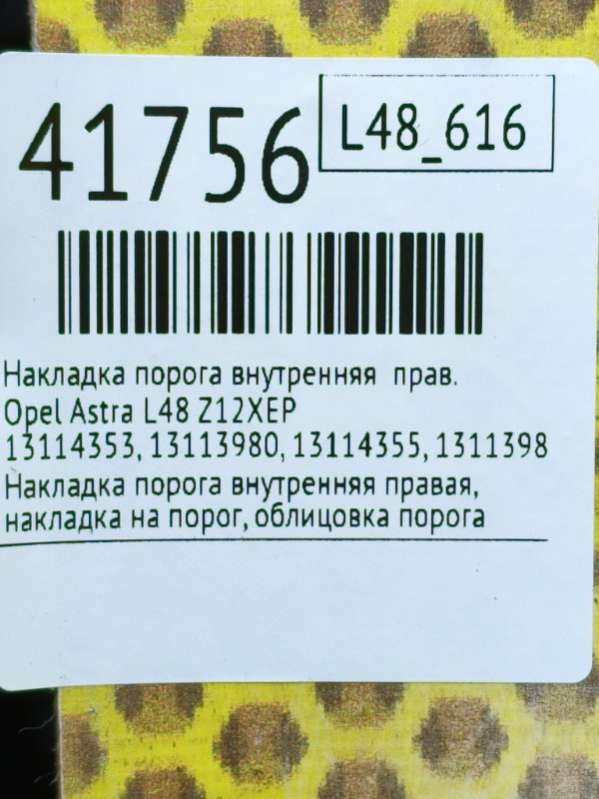 41756
L48_616
Накладка порога внутренняя прав.
Opel Astra L48 Z12XEP
13114353, 13113980, 13114355, 1311398
Накладка порога внутренняя правая,
накладка на порог, облицовка порога